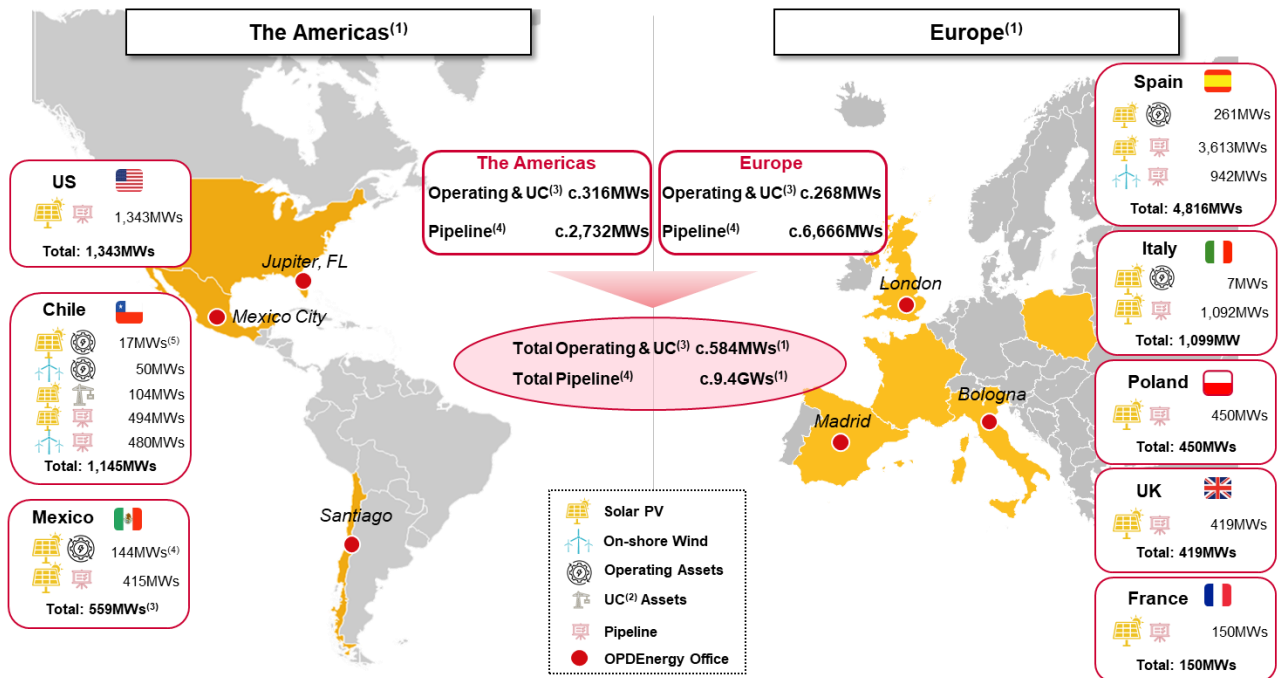 The Americas(1)
Europe(1)
The Americas
Operating & UC(3) c.316MWs
Pipeline(4) c.2,732MWs
Europe
Operating & UC(3) c.268MWs
Pipeline(4) c.6,666MWs
Total Operating & UC(3) c.584MWs(1)
Total Pipeline(4) c.9.4GWs(1)
US
1,343MWs
Total: 1,343MWs
Chile
17MWs(5)
50MWs
104MWs
494MWs
480MWs
Total: 1,145MWs
Mexico
144MWs(4)
415MWs
Total: 559MWs(3)
Jupiter, FL
Mexico City
Santiago
London
Bologna
Madrid
Solar PV
On-shore Wind
Operating Assets
UC(2) Assets
Pipeline
OPDEnergy Office
Spain
261MWs
3,613MWs
942MWs
Total: 4,816MWs
Italy
7MWs
1,092MWs
Total: 1,099MW
Poland
450MWs
Total: 450MWs
UK
419MWs
Total: 419MWs
France
150MWs
Total: 150MWs